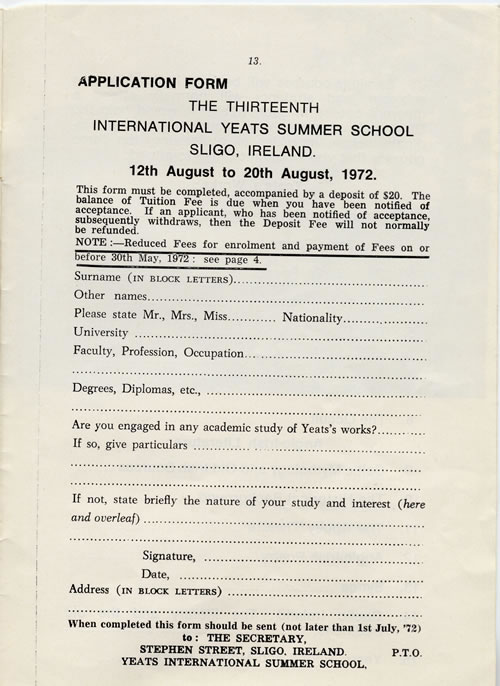 13.
APPLICATION FORM
THE THIRTEENTH
INTERNATIONAL YEATS SUMMER SCHOOL
SLIGO, IRELAND.
12th August to 20th August, 1972.
This form must be completed, accompanied by a deposit of $20. The
balance of Tuition Fee is due when you have been notified of
acceptance. If an applicant, who has been notified of acceptance,
subsequently withdraws, then the Deposit Fee will not normally
be refunded.
NOTE :—Reduced Fees for enrolment and payment of Fees on or
before 30th May, 1972 : see page 4.
Surname (IN BLOCK LETTERS)..............................
Other names..............................
Please state Mr., Mrs., Miss............ Nationality....................
University ..............................
Faculty, Profession, Occupation..............................
..............................
Degrees, Diplomas, etc., ..............................
..............................
Are you engaged in any academic study of Yeats's works?............
If so, give particulars ..............................
..............................
..............................
If not, state briefly the nature of your study and interest (here
and overleaf) ..............................
..............................
Signature, ..............................
Date, ..............................
Address (IN BLOCK LETTERS) ..............................
..............................
When completed this form should be sent (not later than 1st July, '72)
to : THE SECRETARY,
STEPHEN STREET, SLIGO, IRELAND. P.T.O.
YEATS INTERNATIONAL SUMMER SCHOOL.